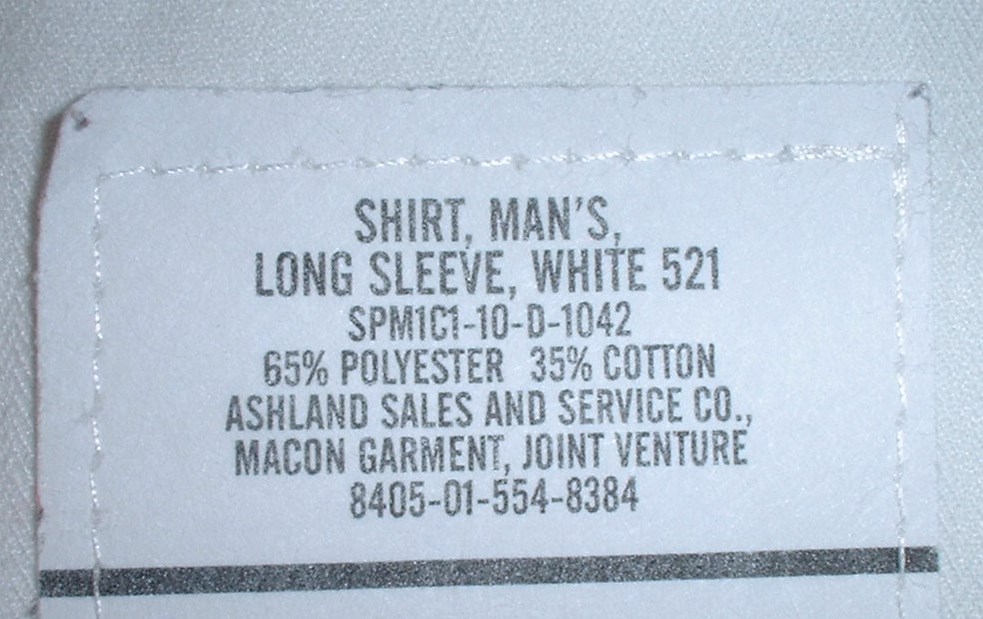 SHIRT, MAN'S,
LONG SLEEVE, WHITE 521
SPM1C1-10-D-1042
65% POLYESTER 35% COTTON
ASHLAND SALES AND SERVICE CO.,
MACON GARMENT, JOINT VENTURE
8405-01-554-8384